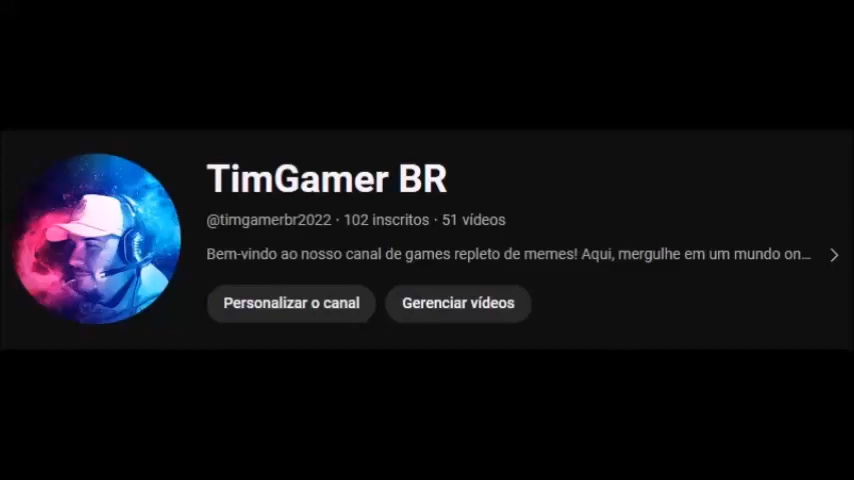 TimGamer BR
@timgamerbr2022 · 102 inscritos · 51 vídeos
Bem-vindo ao nosso canal de games repleto de memes! Aqui, mergulhe em um mundo on...
Personalizar o canal Gerenciar vídeos